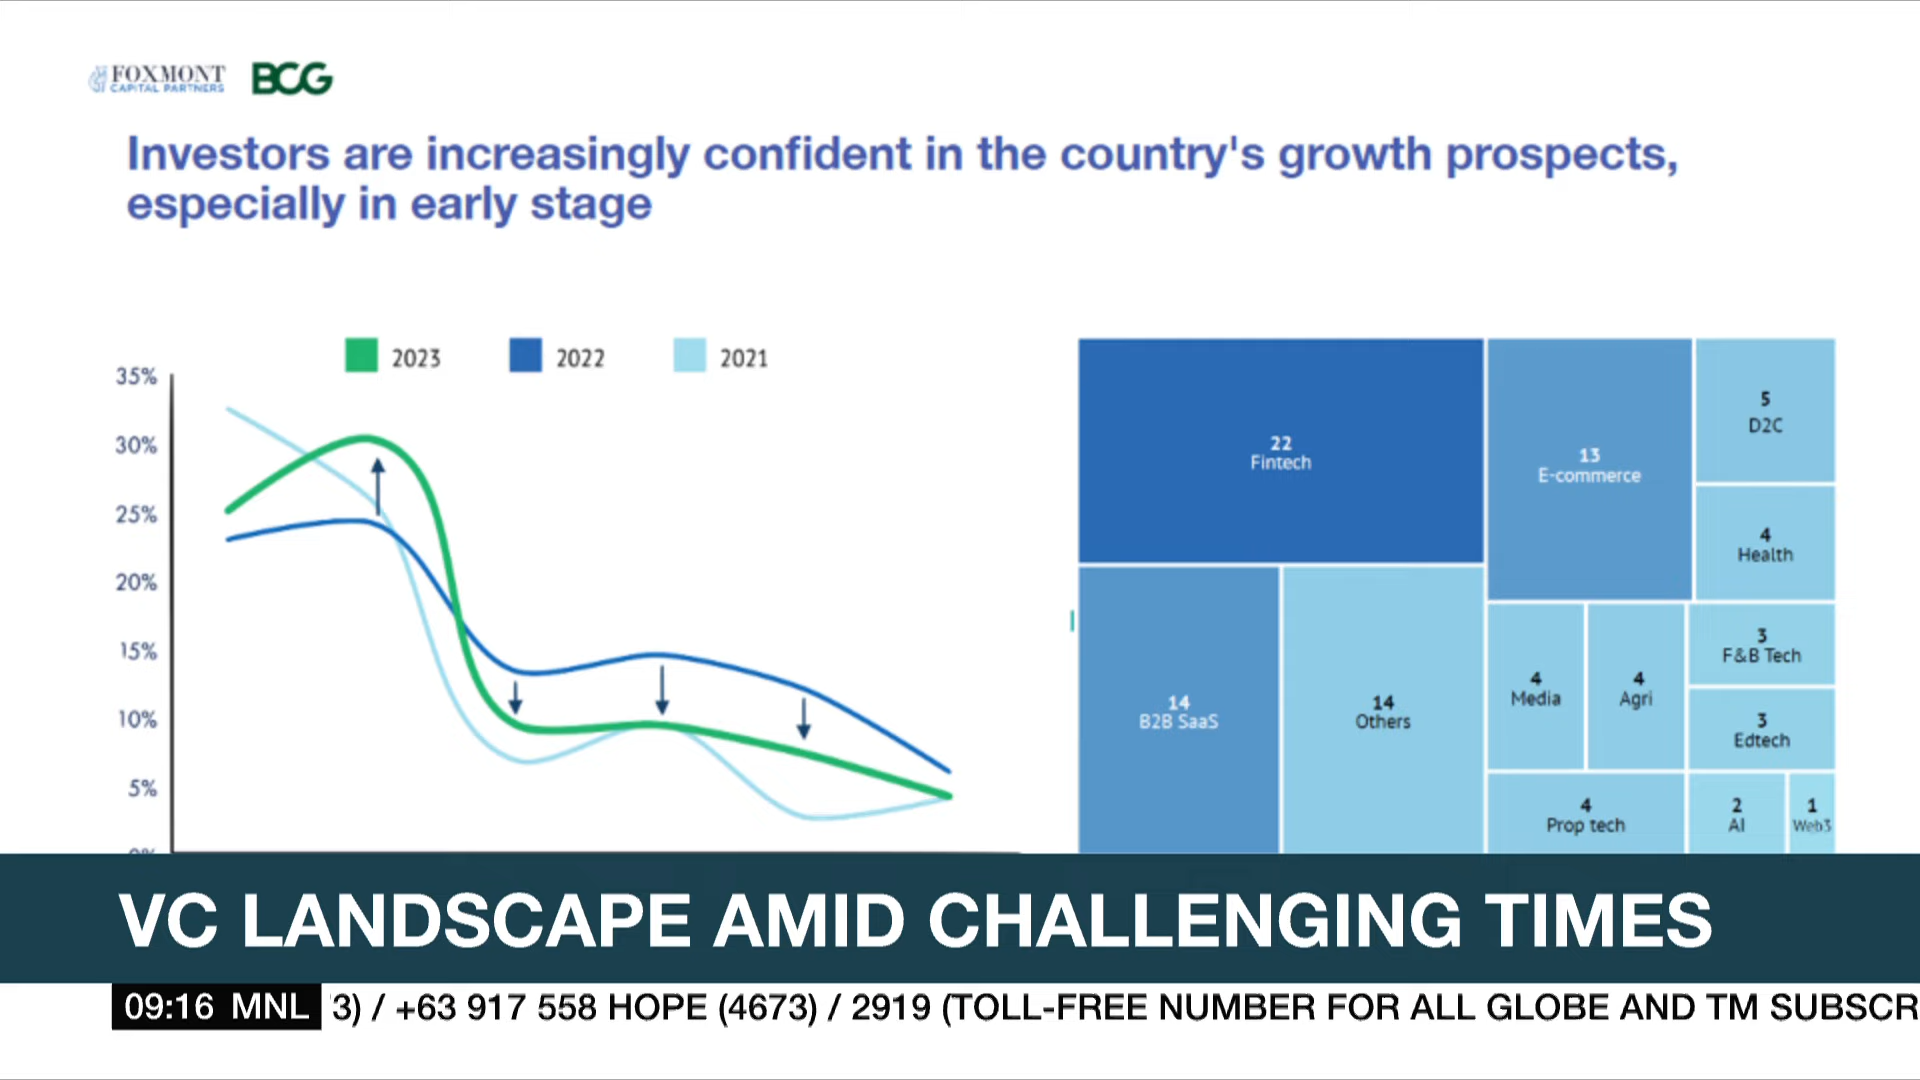 FOXMONT
CAPITAL PARTNERS
BCG
Investors are increasingly confident in the country's growth prospects,
especially in early stage
2023
2022
2021
35%
30%
25%
20%
15%
10%
5%
0%
22
Fintech
13
E-commerce
5
D2C
4
Health
14
B2B SaaS
14
Others
4
Media
4
Agri
3
F&B Tech
3
Edtech
4
Prop tech
2
AI
1
Web3
VC LANDSCAPE AMID CHALLENGING TIMES
09:16 MNL
3) / +63 917 558 HOPE (4673) / 2919 (TOLL-FREE NUMBER FOR ALL GLOBE AND TM SUBSCR